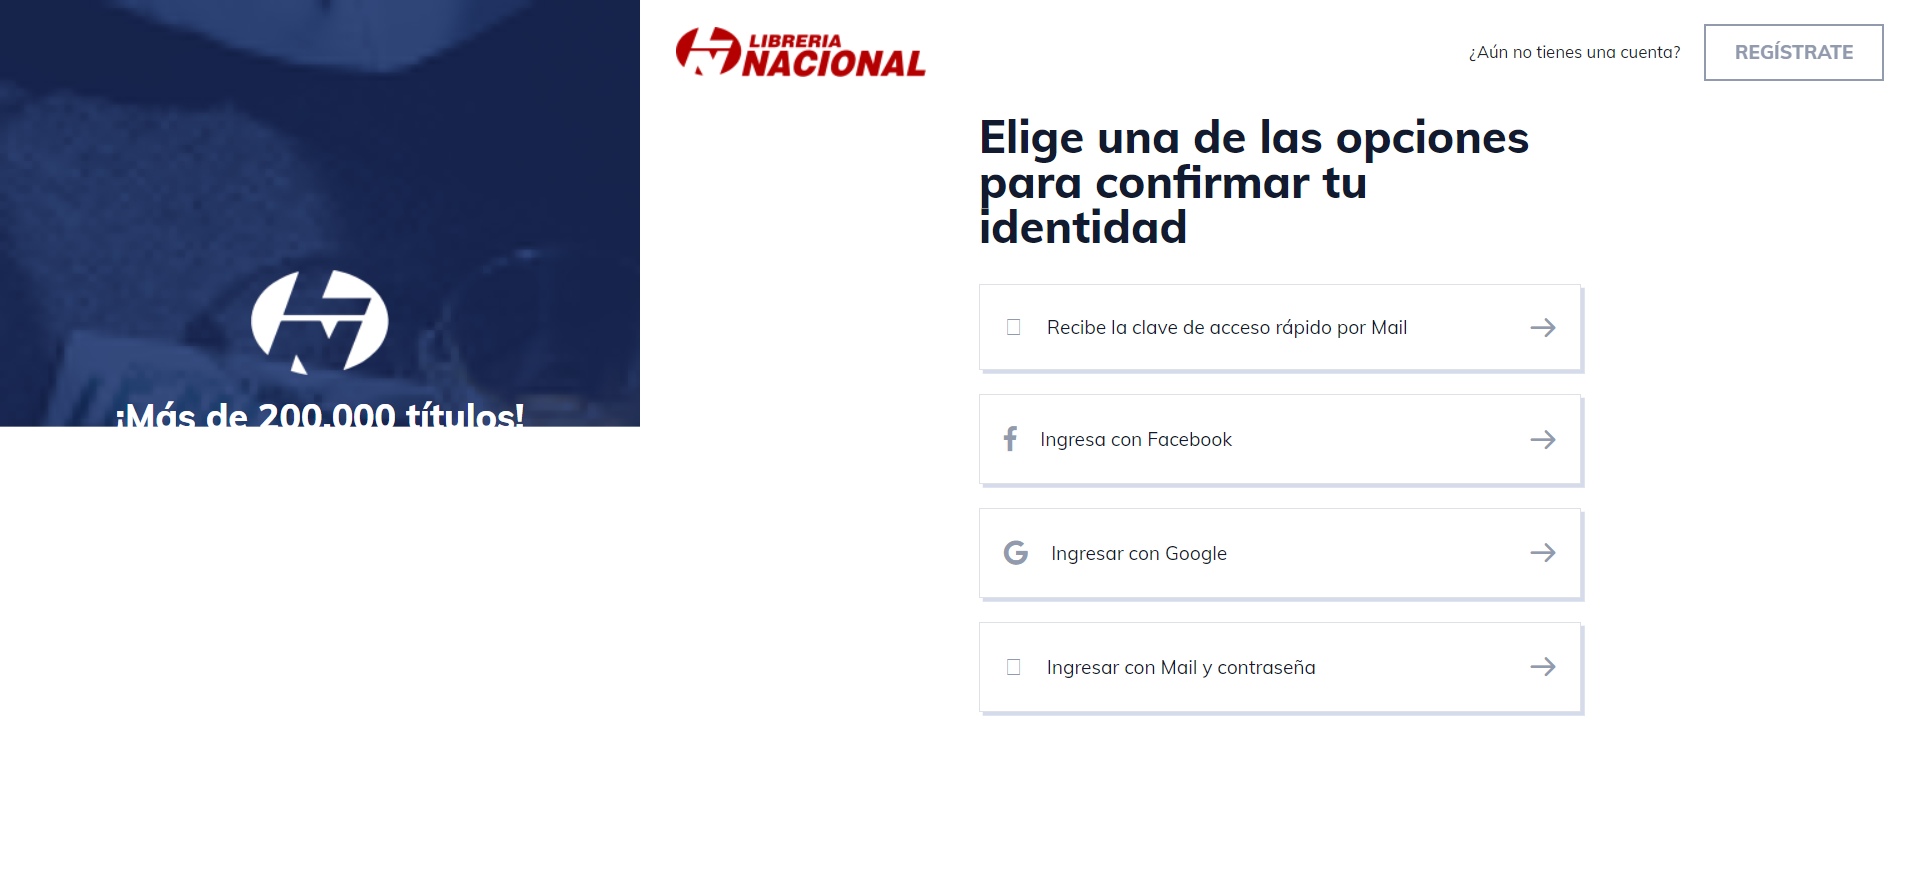 LIBRERIA
NACIONAL
¿Aún no tienes una cuenta?
REGÍSTRATE
Elige una de las opciones
para confirmar tu
identidad
Recibe la clave de acceso rápido por Mail
Ingresa con Facebook
Ingresar con Google
Ingresar con Mail y contraseña
¡Más de 200.000 títulos!